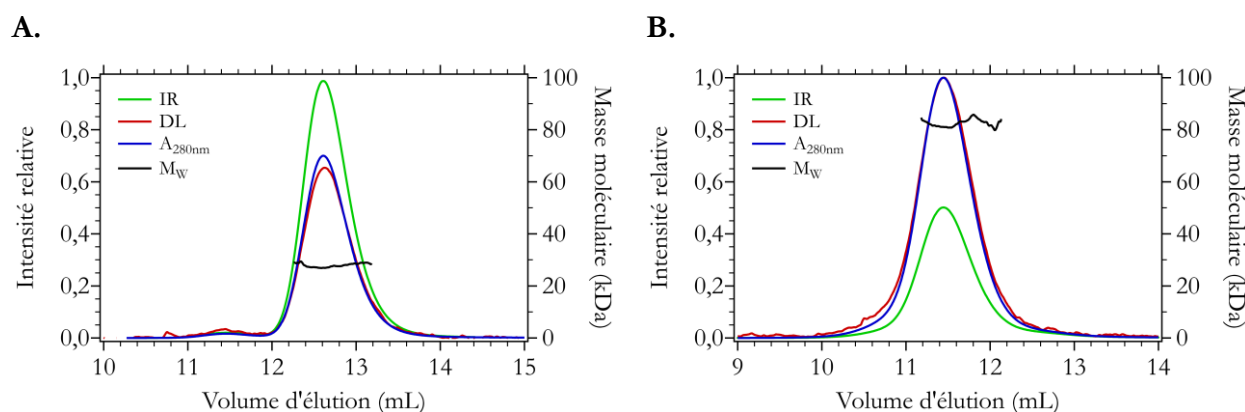 A.
B.
1,0
0,8
0,6
0,4
0,2
0,0
Intensité relative
IR
DL
A280nm
MW
100
80
60
40
20
0
Masse moléculaire (kDa)
10 11 12 13 14 15
Volume d'élution (mL)
1,0
0,8
0,6
0,4
0,2
0,0
Intensité relative
IR
DL
A280nm
MW
100
80
60
40
20
0
Masse moléculaire (kDa)
9 10 11 12 13 14
Volume d'élution (mL)